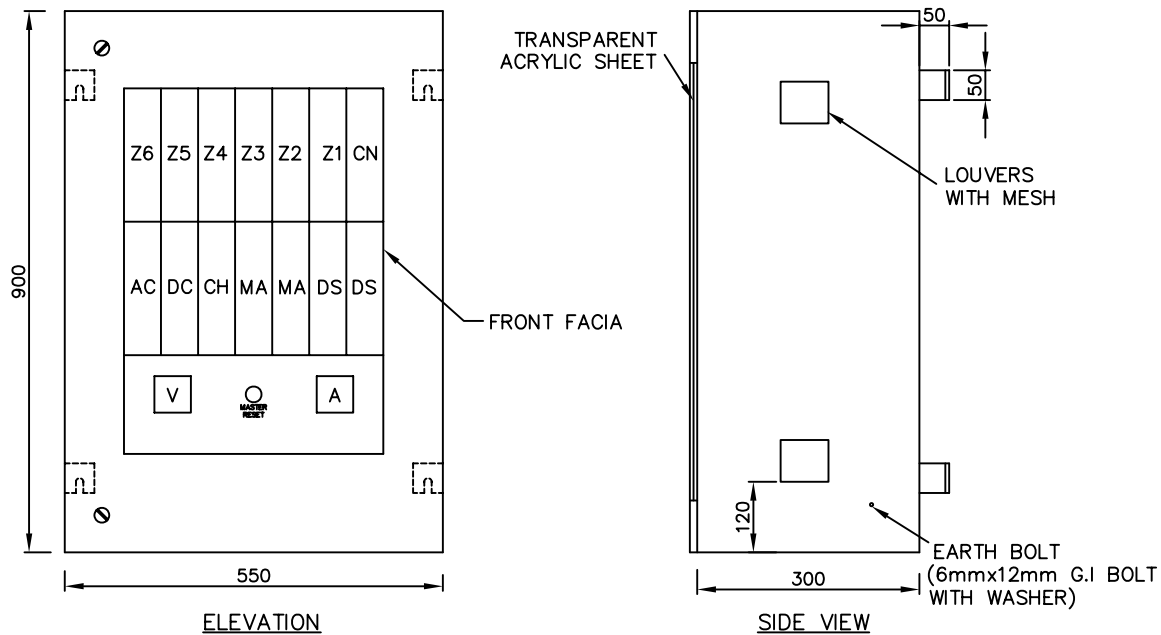 TRANSPARENT
ACRYLIC SHEET
50
50
Z6 Z5 Z4 Z3 Z2 Z1 CN
LOUVERS
WITH MESH
900
AC DC CH MA MA DS DS
FRONT FACIA
V A
MASTER
RESET
120
EARTH BOLT
(6mmx12mm G.I BOLT
WITH WASHER)
550
300
ELEVATION
SIDE VIEW